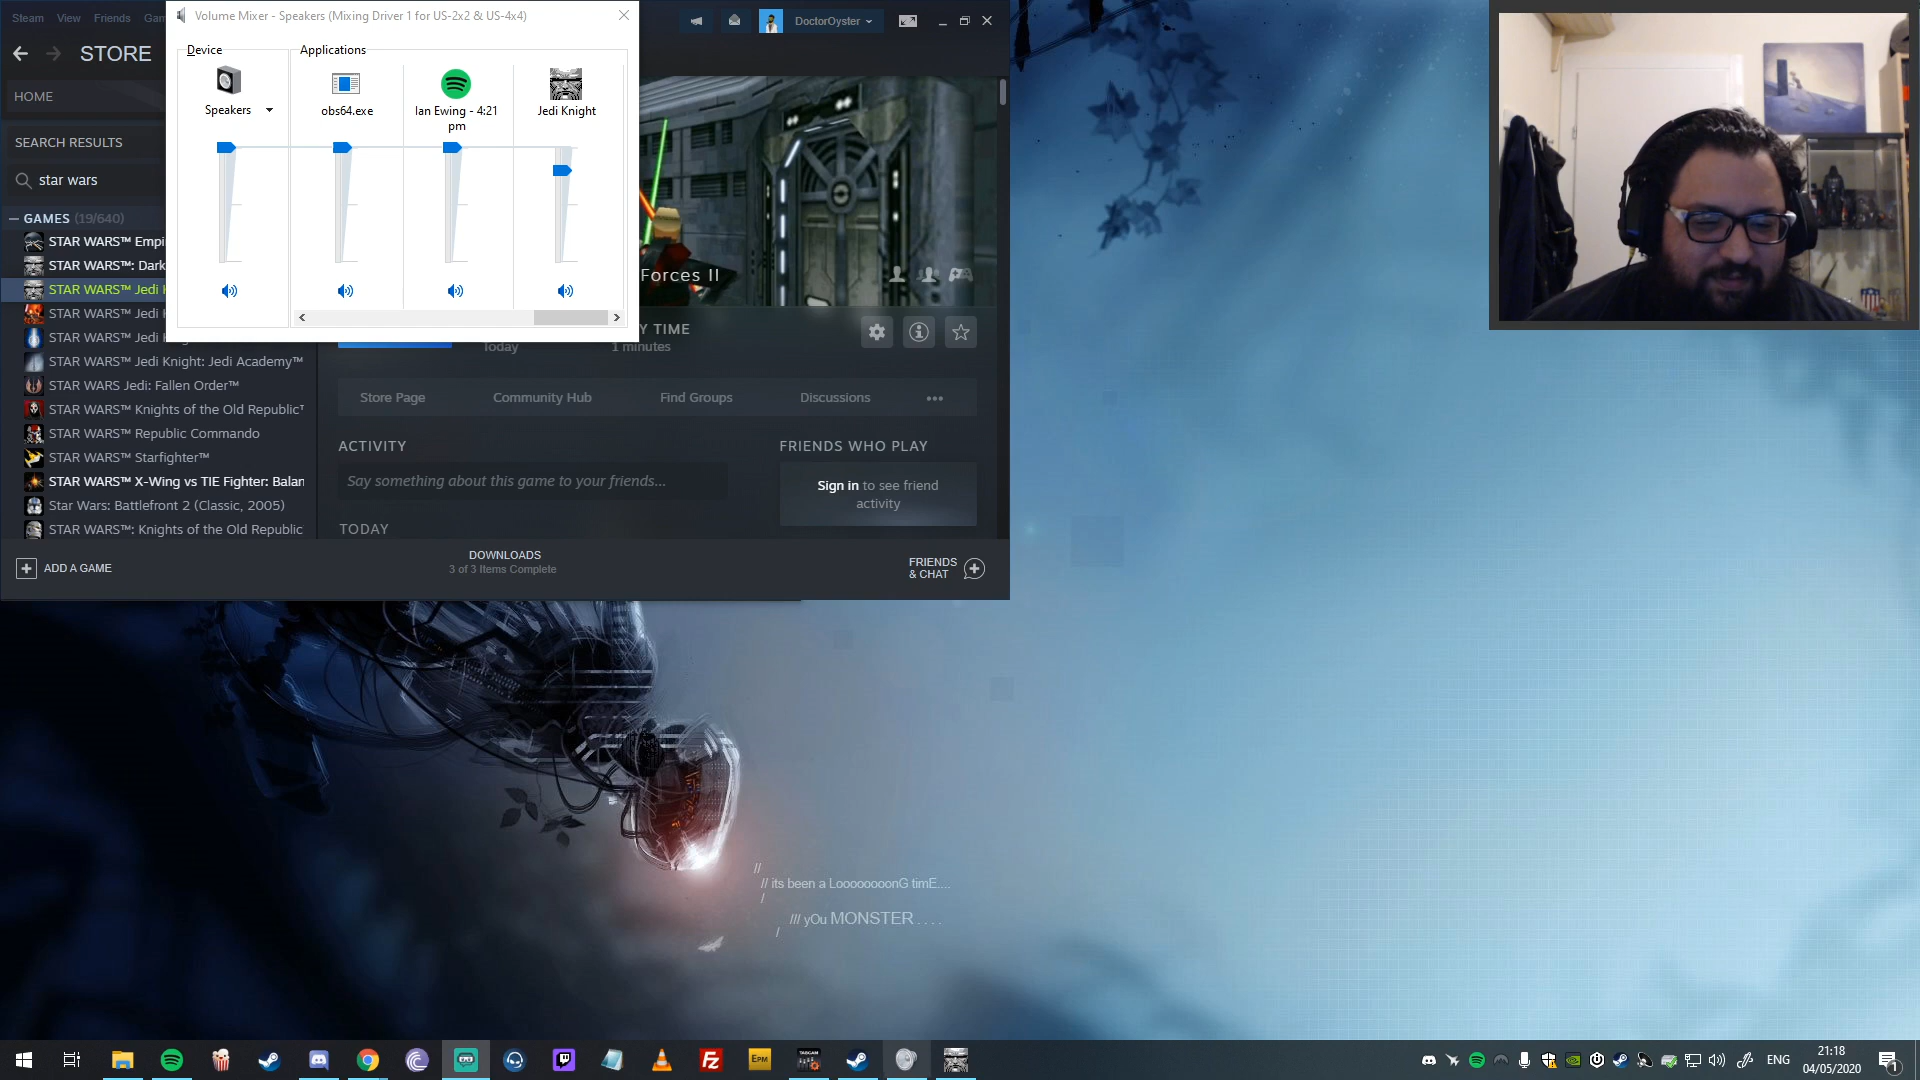 Steam View Friends Gam
Volume Mixer - Speakers (Mixing Driver 1 for US-2x2 & US-4x4)
DoctorOyster
STORE
Device
Applications
Speakers
obs64.exe
Ian Ewing - 4:21
pm
Jedi Knight
HOME
SEARCH RESULTS
star wars
GAMES (19/640)
STAR WARS™ Empi
STAR WARS™: Dark
STAR WARS™ Jedi K
STAR WARS™ Jedi K
STAR WARS™ Jedi Knig
STAR WARS™ Jedi Knight: Jedi Academy™
STAR WARS Jedi: Fallen Order™
STAR WARS™ Knights of the Old Republic™
STAR WARS™ Republic Commando
STAR WARS™ Starfighter™
STAR WARS™ X-Wing vs TIE Fighter: Balan
Star Wars: Battlefront 2 (Classic, 2005)
STAR WARS™: Knights of the Old Republic
Forces II
Y TIME
Today
1 minutes
Store Page
Community Hub
Find Groups
Discussions
ACTIVITY
Say something about this game to your friends...
TODAY
FRIENDS WHO PLAY
Sign in to see friend
activity
ADD A GAME
DOWNLOADS
3 of 3 Items Complete
FRIENDS
& CHAT
//
// its been a LoooooooonG timE....
/
/// yOu MONSTER . . . .
/
TASCAM
EPM
ENG
21:18
04/05/2020
1